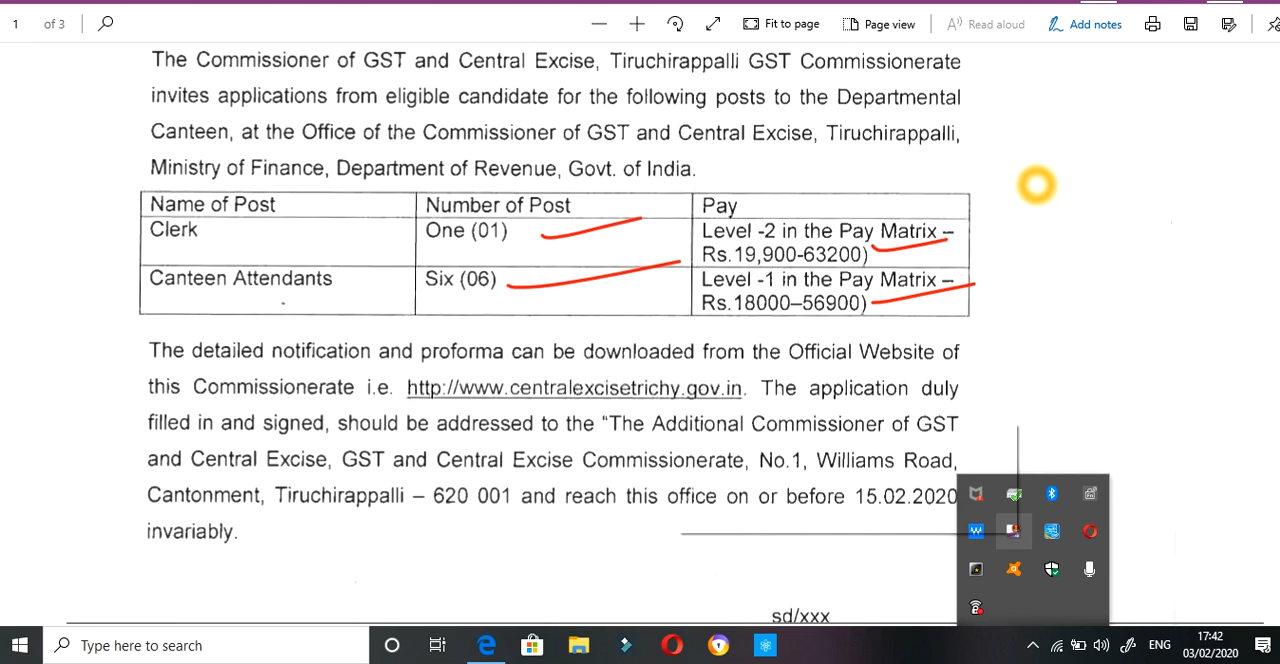 1 of 3 Fit to page Page view Read aloud Add notes
The Commissioner of GST and Central Excise, Tiruchirappalli GST Commissionerate
invites applications from eligible candidate for the following posts to the Departmental
Canteen, at the Office of the Commissioner of GST and Central Excise, Tiruchirappalli,
Ministry of Finance, Department of Revenue, Govt. of India.
Name of Post Number of Post Pay
Clerk One (01) Level -2 in the Pay Matrix –
Rs.19,900-63200)
Canteen Attendants Six (06) Level -1 in the Pay Matrix –
Rs.18000–56900)
The detailed notification and proforma can be downloaded from the Official Website of
this Commissionerate i.e. http://www.centralexcisetrichy.gov.in. The application duly
filled in and signed, should be addressed to the “The Additional Commissioner of GST
and Central Excise, GST and Central Excise Commissionerate, No.1, Williams Road,
Cantonment, Tiruchirappalli – 620 001 and reach this office on or before 15.02.2020
invariably.
sd/xxx
Type here to search ENG 17:42
03/02/2020